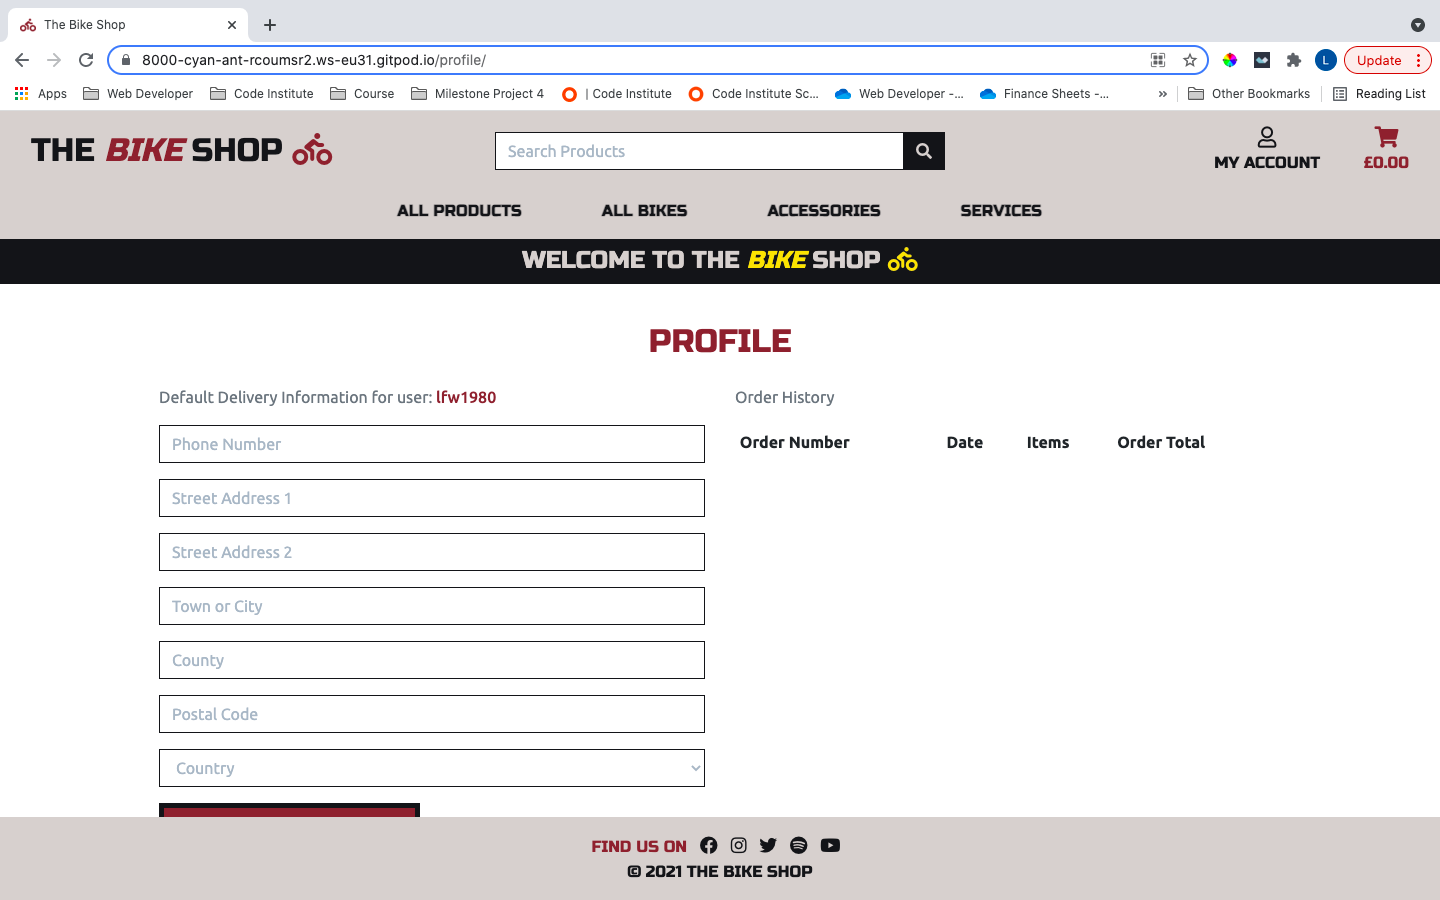 The Bike Shop
8000-cyan-ant-rcoumsr2.ws-eu31.gitpod.io/profile/
L
Update
Apps Web Developer Code Institute Course Milestone Project 4 | Code Institute Code Institute Sc... Web Developer -... Finance Sheets -... » Other Bookmarks Reading List
THE BIKE SHOP
Search Products
MY ACCOUNT
£0.00
ALL PRODUCTS ALL BIKES ACCESSORIES SERVICES
WELCOME TO THE BIKE SHOP
PROFILE
Default Delivery Information for user: lfw1980
Phone Number
Street Address 1
Street Address 2
Town or City
County
Postal Code
Country
Order History
Order Number Date Items Order Total
FIND US ON
© 2021 THE BIKE SHOP